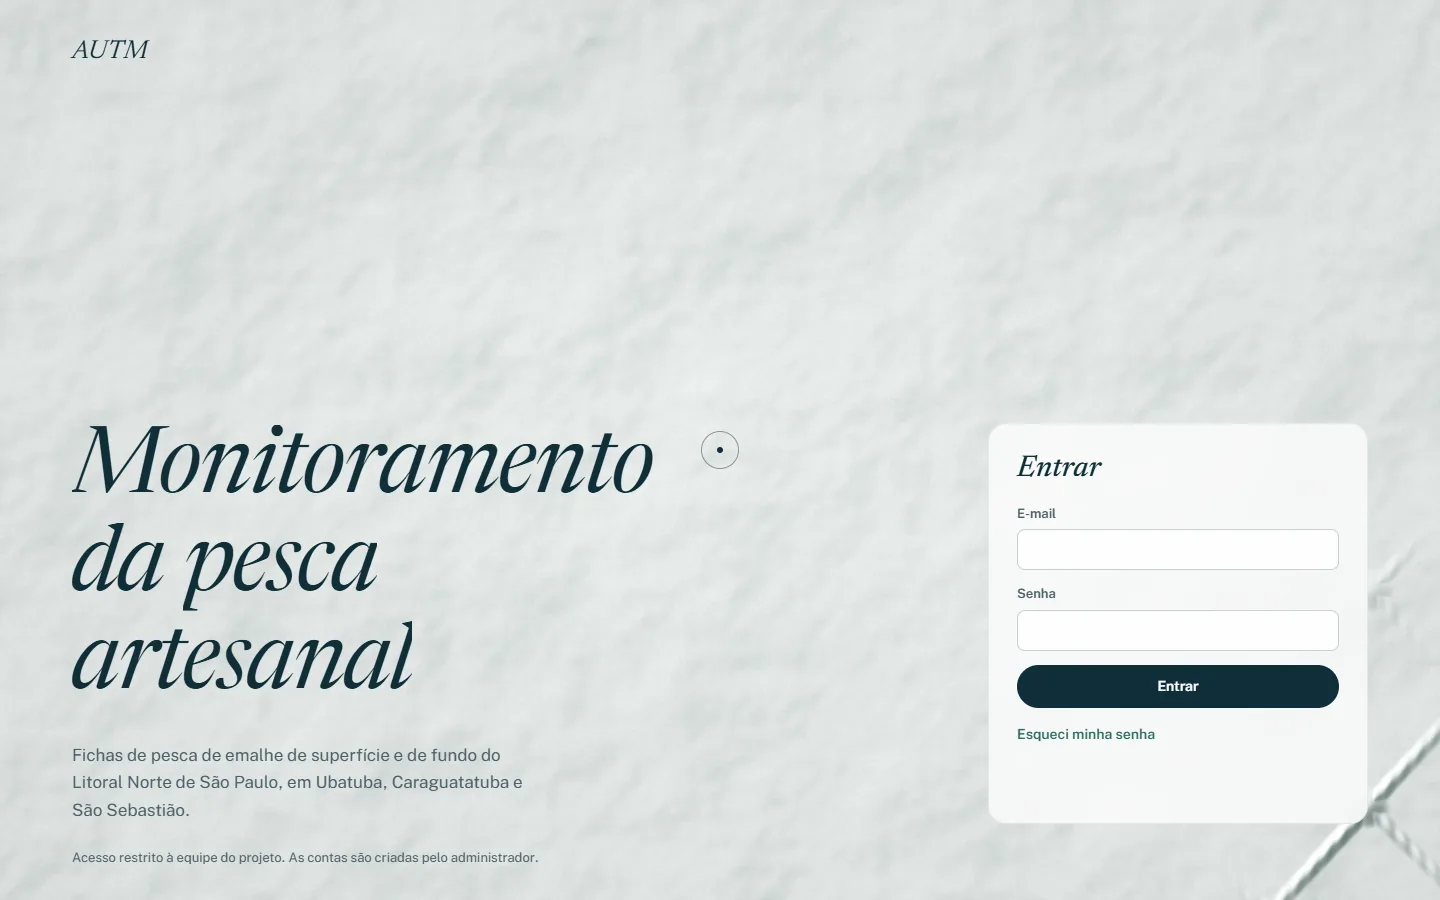 AUTM
Monitoramento
da pesca
artesanal
Fichas de pesca de emalhe de superfície e de fundo do
Litoral Norte de São Paulo, em Ubatuba, Caraguatatuba e
São Sebastião.
Acesso restrito à equipe do projeto. As contas são criadas pelo administrador.
Entrar
E-mail
Senha
Entrar
Esqueci minha senha